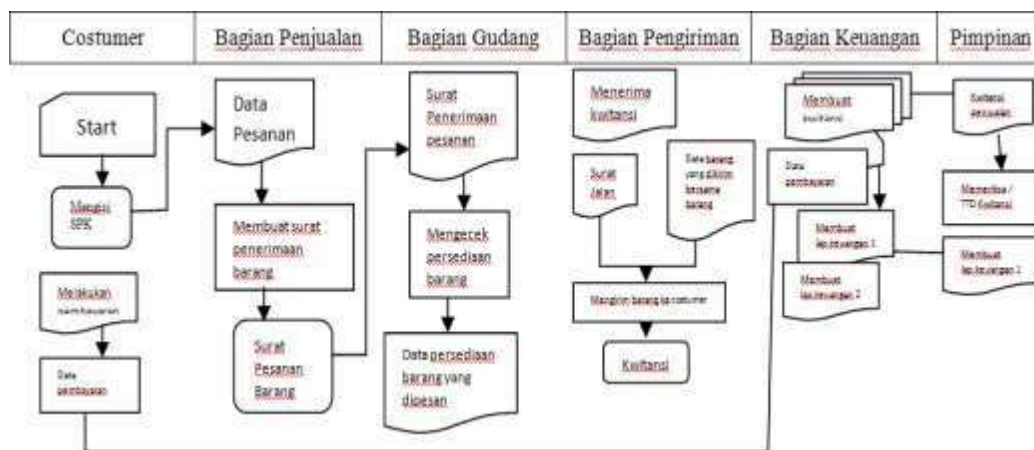 Costumer
Bagian Penjualan
Bagian Gudang
Bagian Pengiriman
Bagian Keuangan
Pimpinan
Start
Mengisi
SPK
Melakukan
pembayaran
Data
pembayaran
Data
Pesanan
Membuat surat
penerimaan
barang
Surat
Pesanan
Barang
Surat
Penerimaan
pesanan
Mengecek
persediaan
barang
Data persediaan
barang yang
dipesan
Menerima
kwitansi
Surat
Jalan
Data barang
yang dikirim
bersama
barang
Mengirim barang ke costumer
Kwitansi
Membuat
kwitansi
Data
pembayaran
Membuat
lap.keuangan 1
Membuat
lap.keuangan 2
Kwitansi
Memeriksa /
TTD Kwitansi
Membuat
lap.keuangan 1